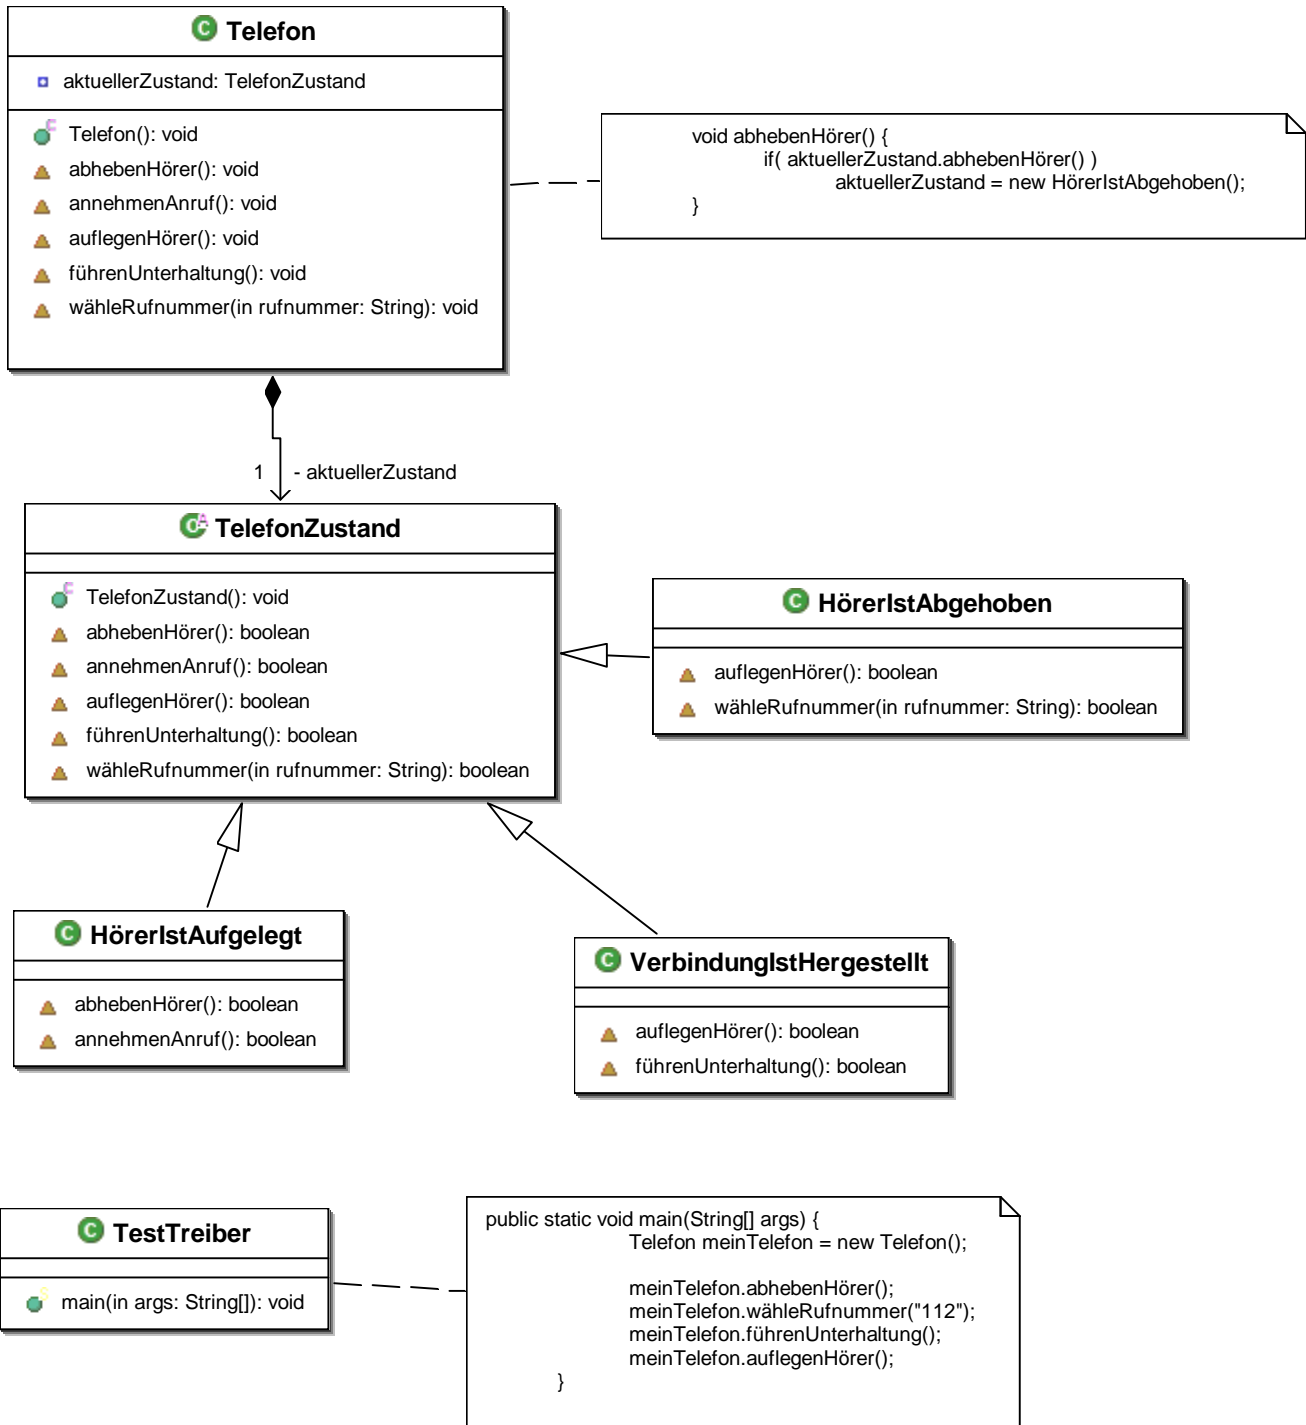 Telefon
aktuellerZustand: TelefonZustand
Telefon(): void
abhebenHörer(): void
annehmenAnruf(): void
auflegenHörer(): void
führenUnterhaltung(): void
wähleRufnummer(in rufnummer: String): void
void abhebenHörer() {
if( aktuellerZustand.abhebenHörer() )
aktuellerZustand = new HörerIstAbgehoben();
}
1 - aktuellerZustand
TelefonZustand
TelefonZustand(): void
abhebenHörer(): boolean
annehmenAnruf(): boolean
auflegenHörer(): boolean
führenUnterhaltung(): boolean
wähleRufnummer(in rufnummer: String): boolean
HörerIstAbgehoben
auflegenHörer(): boolean
wähleRufnummer(in rufnummer: String): boolean
HörerIstAufgelegt
abhebenHörer(): boolean
annehmenAnruf(): boolean
VerbindungIstHergestellt
auflegenHörer(): boolean
führenUnterhaltung(): boolean
TestTreiber
main(in args: String[]): void
public static void main(String[] args) {
Telefon meinTelefon = new Telefon();
meinTelefon.abhebenHörer();
meinTelefon.wähleRufnummer("112");
meinTelefon.führenUnterhaltung();
meinTelefon.auflegenHörer();
}